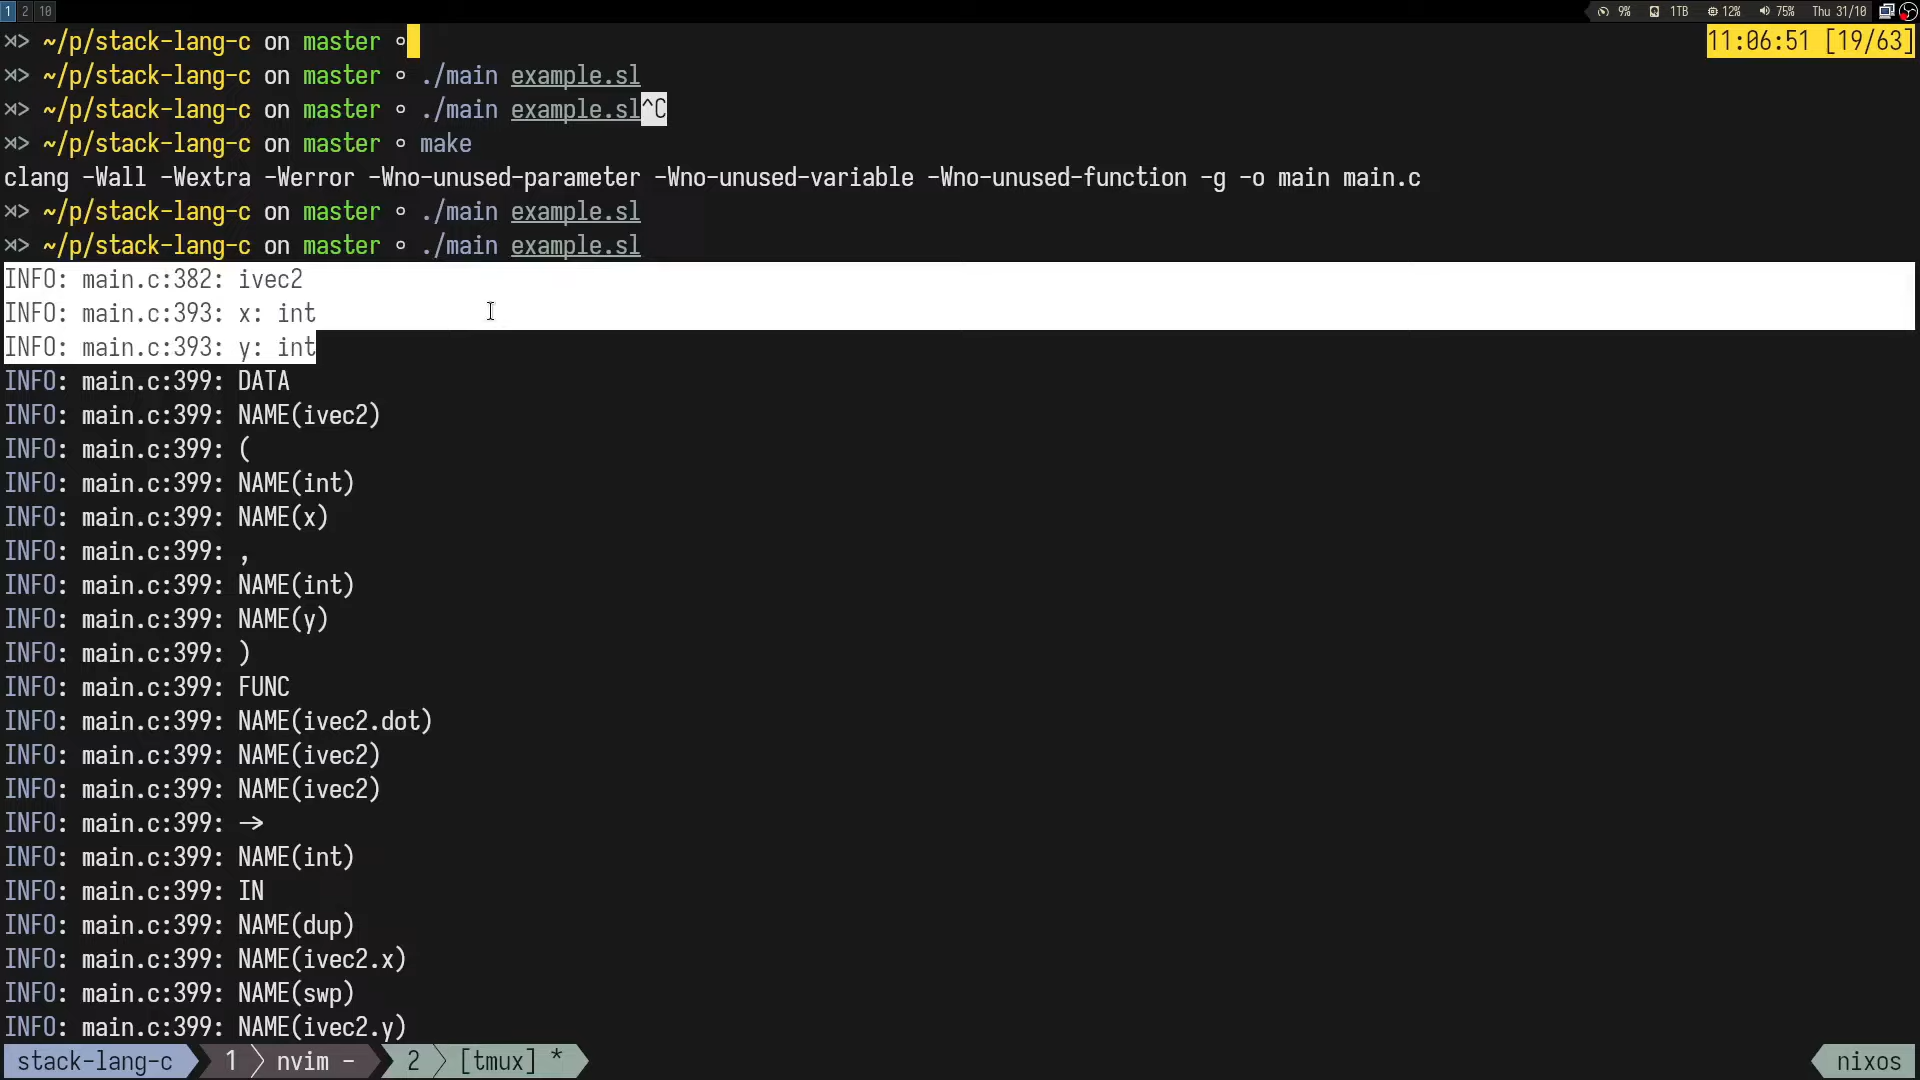 1 2 10 9% 1TB 12% 75% Thu 31/10
~/p/stack-lang-c on master ∘ 11:06:51 [19/63]
~/p/stack-lang-c on master ∘ ./main example.sl
~/p/stack-lang-c on master ∘ ./main example.sl^C
~/p/stack-lang-c on master ∘ make
clang -Wall -Wextra -Werror -Wno-unused-parameter -Wno-unused-variable -Wno-unused-function -g -o main main.c
~/p/stack-lang-c on master ∘ ./main example.sl
~/p/stack-lang-c on master ∘ ./main example.sl
INFO: main.c:382: ivec2
INFO: main.c:393: x: int
INFO: main.c:393: y: int
INFO: main.c:399: DATA
INFO: main.c:399: NAME(ivec2)
INFO: main.c:399: (
INFO: main.c:399: NAME(int)
INFO: main.c:399: NAME(x)
INFO: main.c:399: ,
INFO: main.c:399: NAME(int)
INFO: main.c:399: NAME(y)
INFO: main.c:399: )
INFO: main.c:399: FUNC
INFO: main.c:399: NAME(ivec2.dot)
INFO: main.c:399: NAME(ivec2)
INFO: main.c:399: NAME(ivec2)
INFO: main.c:399: ->
INFO: main.c:399: NAME(int)
INFO: main.c:399: IN
INFO: main.c:399: NAME(dup)
INFO: main.c:399: NAME(ivec2.x)
INFO: main.c:399: NAME(swp)
INFO: main.c:399: NAME(ivec2.y)
stack-lang-c 1 nvim - 2 [tmux] * nixos